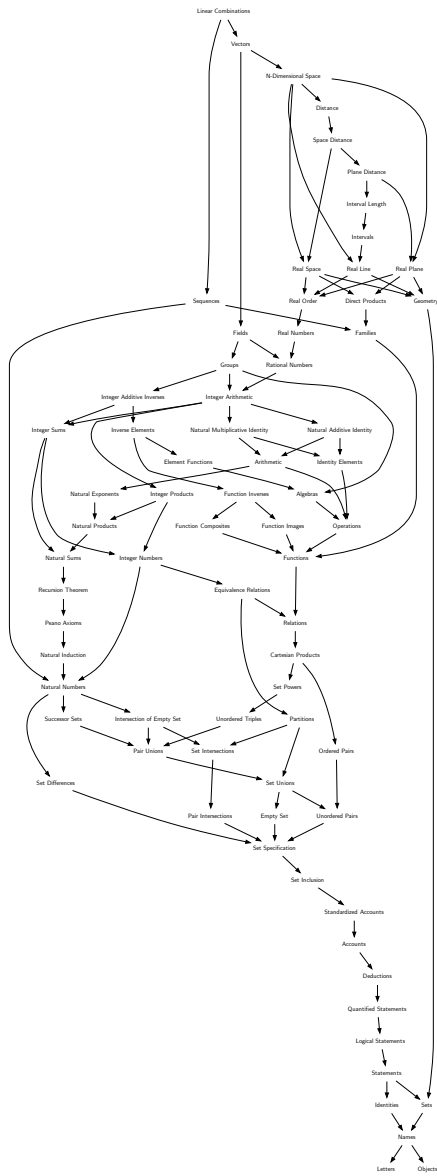 Linear Combinations
Vectors
N-Dimensional Space
Distance
Space Distance
Plane Distance
Interval Length
Intervals
Real Space Real Line Real Plane
Sequences Real Order Direct Products Geometry
Fields Real Numbers Families
Groups Rational Numbers
Integer Additive Inverses Integer Arithmetic
Integer Sums Inverse Elements Natural Multiplicative Identity Natural Additive Identity
Element Functions Arithmetic Identity Elements
Natural Exponents Integer Products Function Inverses Algebras
Natural Products Function Composites Function Images Operations
Natural Sums Integer Numbers Functions
Recursion Theorem Equivalence Relations
Peano Axioms Relations
Natural Induction Cartesian Products
Natural Numbers Set Powers
Successor Sets Intersection of Empty Set Unordered Triples Partitions
Pair Unions Set Intersections Ordered Pairs
Set Differences Set Unions
Pair Intersections Empty Set Unordered Pairs
Set Specification
Set Inclusion
Standardized Accounts
Accounts
Deductions
Quantified Statements
Logical Statements
Statements
Identities Sets
Names
Letters Objects